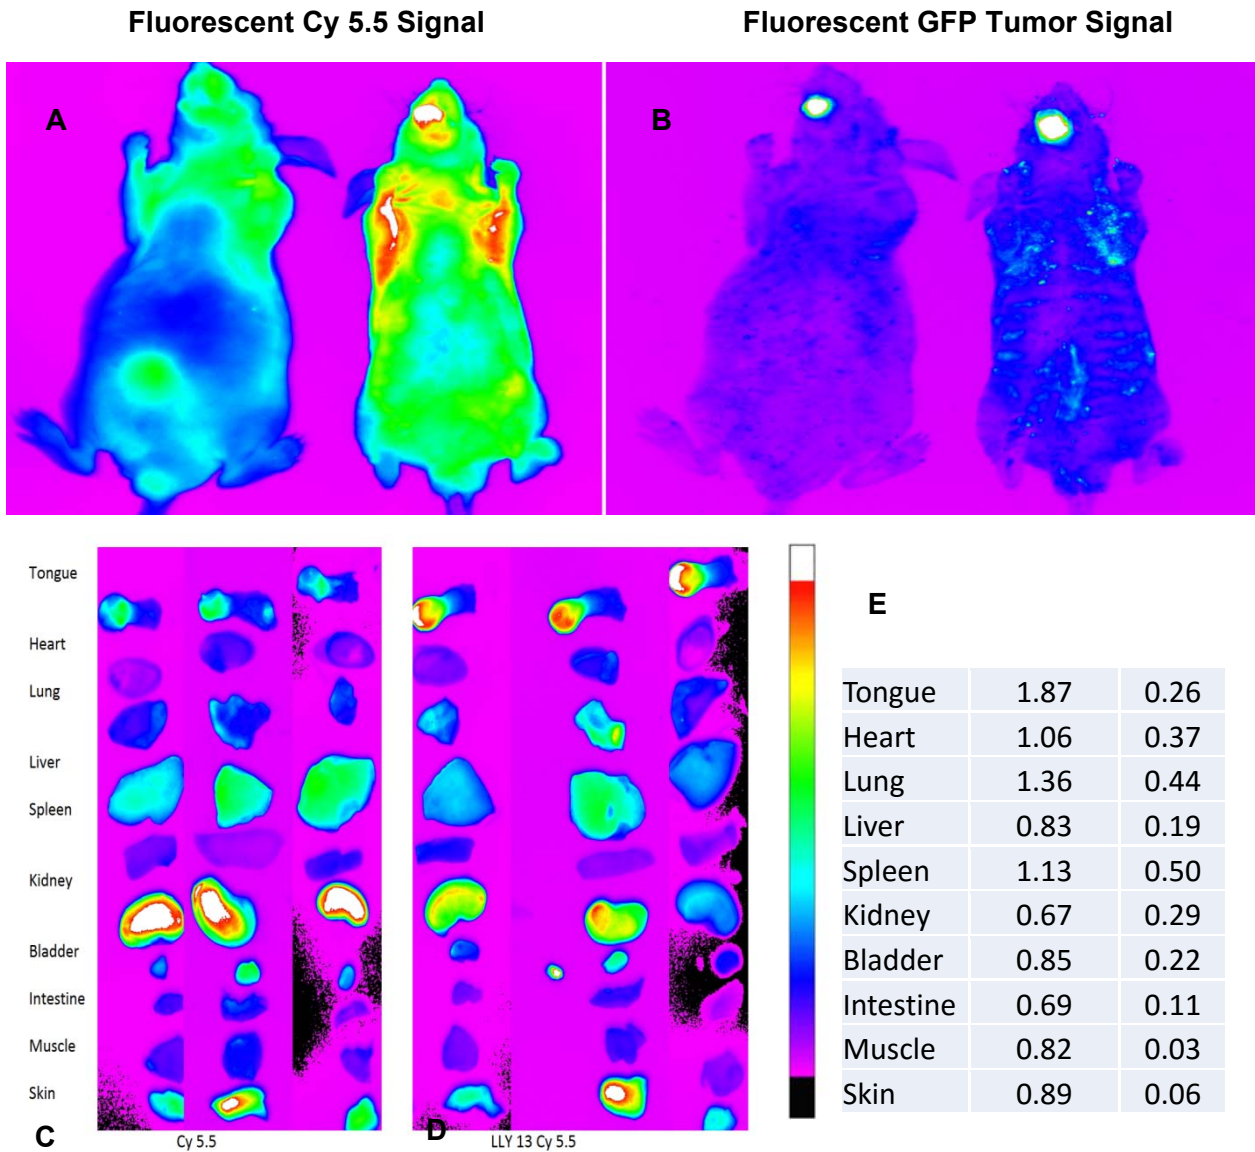 Fluorescent Cy 5.5 Signal
Fluorescent GFP Tumor Signal
A
B
Tongue
Heart
Lung
Liver
Spleen
Kidney
Bladder
Intestine
Muscle
Skin
C
Cy 5.5
D
LLY 13 Cy 5.5
E
Tongue 1.87 0.26
Heart 1.06 0.37
Lung 1.36 0.44
Liver 0.83 0.19
Spleen 1.13 0.50
Kidney 0.67 0.29
Bladder 0.85 0.22
Intestine 0.69 0.11
Muscle 0.82 0.03
Skin 0.89 0.06